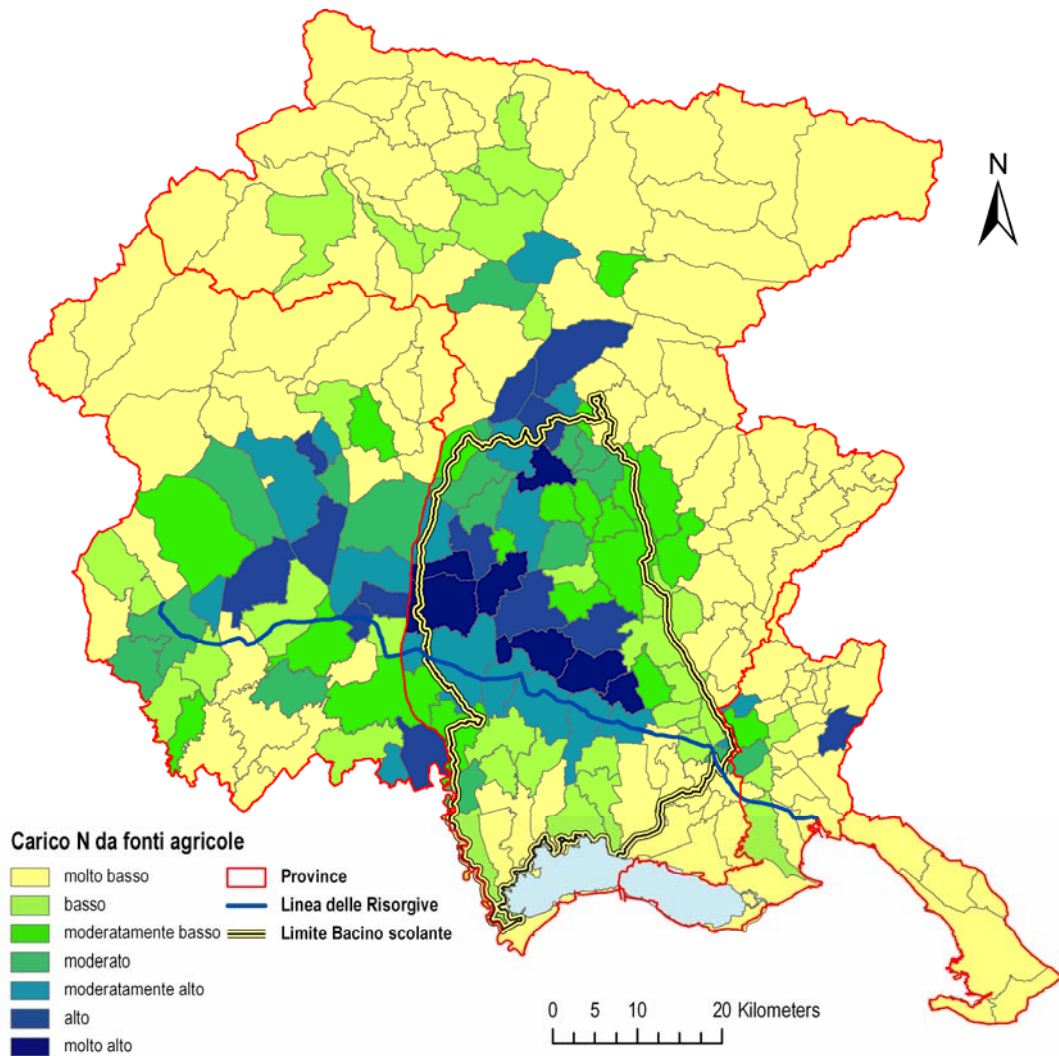 N
Carico N da fonti agricole
molto basso
basso
moderatamente basso
moderato
moderatamente alto
alto
molto alto
Province
Linea delle Risorgive
Limite Bacino scolante
0 5 10 20 Kilometers